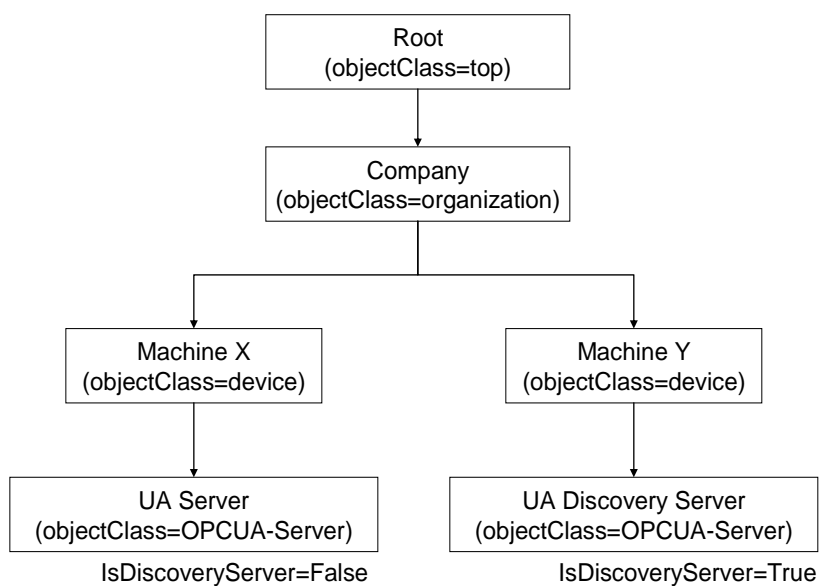 Root
(objectClass=top)
Company
(objectClass=organization)
Machine X
(objectClass=device)
Machine Y
(objectClass=device)
UA Server
(objectClass=OPCUA-Server)
UA Discovery Server
(objectClass=OPCUA-Server)
IsDiscoveryServer=False
IsDiscoveryServer=True